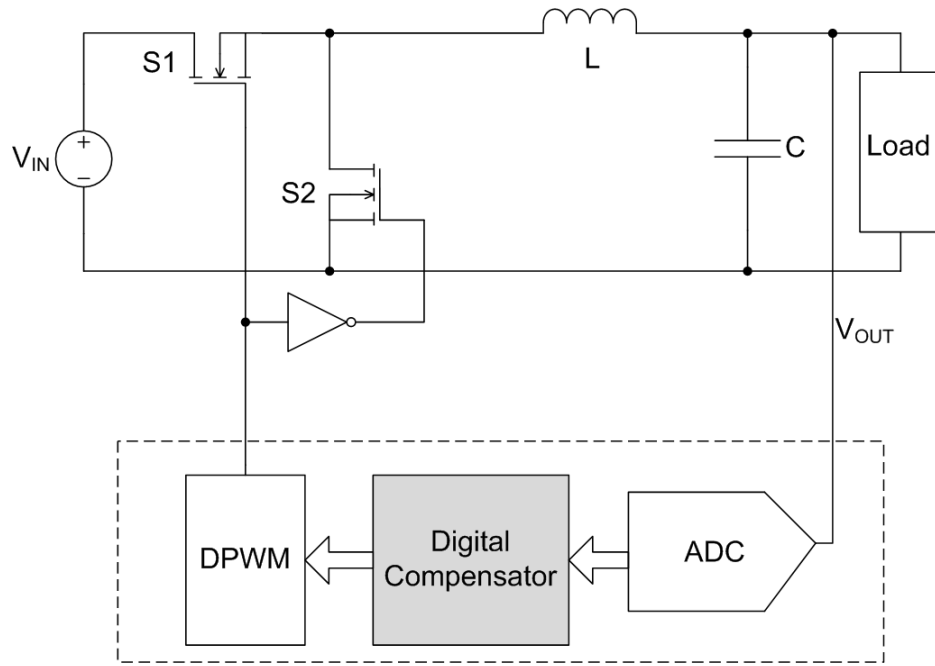 S1
L
V_IN
+
−
S2
C
Load
V_OUT
DPWM
Digital
Compensator
ADC